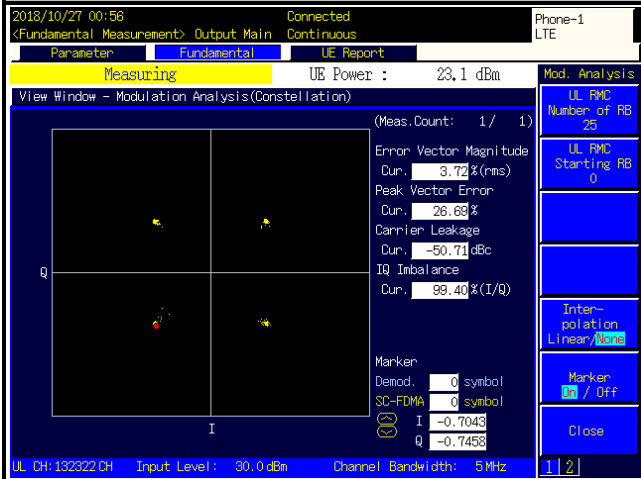 2018/10/27 00:56 Connected Phone-1
<Fundamental Measurement> Output Main Continuous LTE
Parameter Fundamental UE Report
Measuring UE Power : 23.1 dBm Mod. Analysis
View Window - Modulation Analysis(Constellation)
UL RMC
Number of RB
25
(Meas.Count: 1/ 1)
Error Vector Magnitude
Cur. 3.72 %(rms)
Peak Vector Error
Cur. 26.69 %
Carrier Leakage
Cur. -50.71 dBc
IQ Imbalance
Cur. 99.40 %(I/Q)
UL RMC
Starting RB
0
Q
I
Inter-
polation
Linear/None
Marker
Demod. 0 symbol
SC-FDMA 0 symbol
I -0.7043
Q -0.7458
Marker
On / Off
Close
UL CH:132322 CH Input Level: 30.0 dBm Channel Bandwidth: 5 MHz 1 2